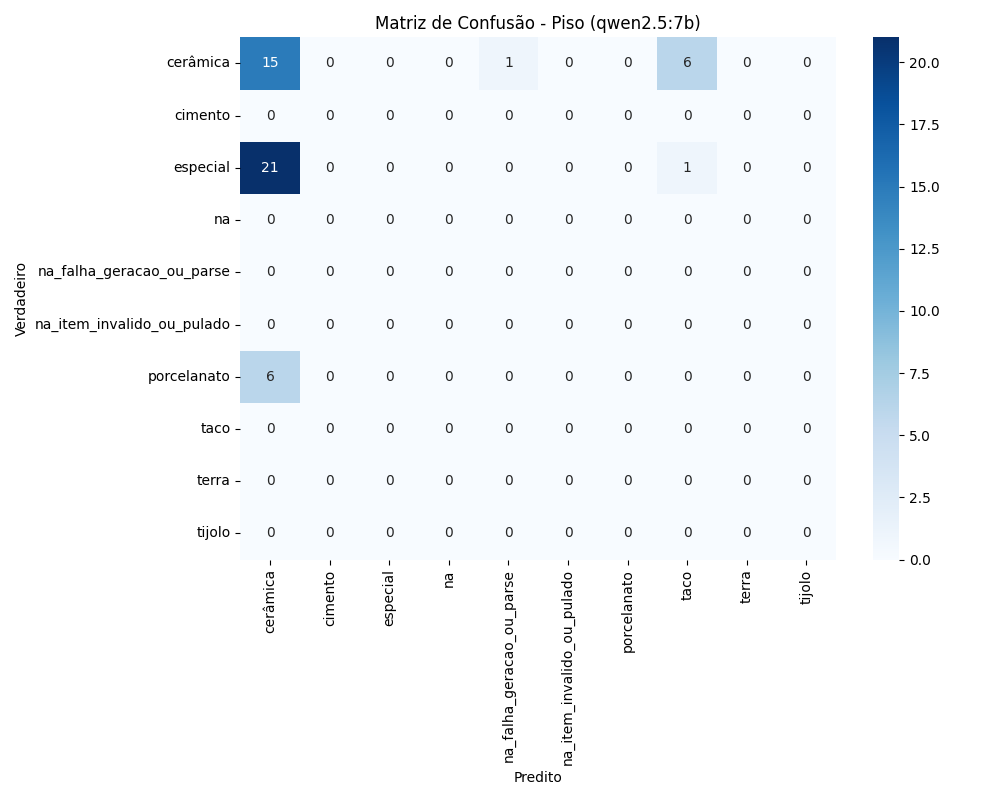 Matriz de Confusão - Piso (qwen2.5:7b)
cerâmica 15 0 0 0 1 0 0 6 0 0
cimento 0 0 0 0 0 0 0 0 0 0
especial 21 0 0 0 0 0 0 1 0 0
na 0 0 0 0 0 0 0 0 0 0
na_falha_geracao_ou_parse 0 0 0 0 0 0 0 0 0 0
na_item_invalido_ou_pulado 0 0 0 0 0 0 0 0 0 0
porcelanato 6 0 0 0 0 0 0 0 0 0
taco 0 0 0 0 0 0 0 0 0 0
terra 0 0 0 0 0 0 0 0 0 0
tijolo 0 0 0 0 0 0 0 0 0 0
Verdadeiro
cerâmica
cimento
especial
na
na_falha_geracao_ou_parse
na_item_invalido_ou_pulado
porcelanato
taco
terra
tijolo
Predito
20.0
17.5
15.0
12.5
10.0
7.5
5.0
2.5
0.0